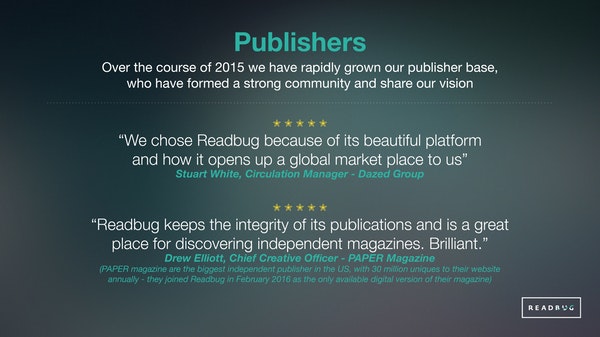 Publishers
Over the course of 2015 we have rapidly grown our publisher base,
who have formed a strong community and share our vision
“We chose Readbug because of its beautiful platform
and how it opens up a global market place to us”
Stuart White, Circulation Manager - Dazed Group
“Readbug keeps the integrity of its publications and is a great
place for discovering independent magazines. Brilliant.”
Drew Elliott, Chief Creative Officer - PAPER Magazine
(PAPER magazine are the biggest independent publisher in the US, with 30 million uniques to their website
annually - they joined Readbug in February 2016 as the only available digital version of their magazine)
READBUG